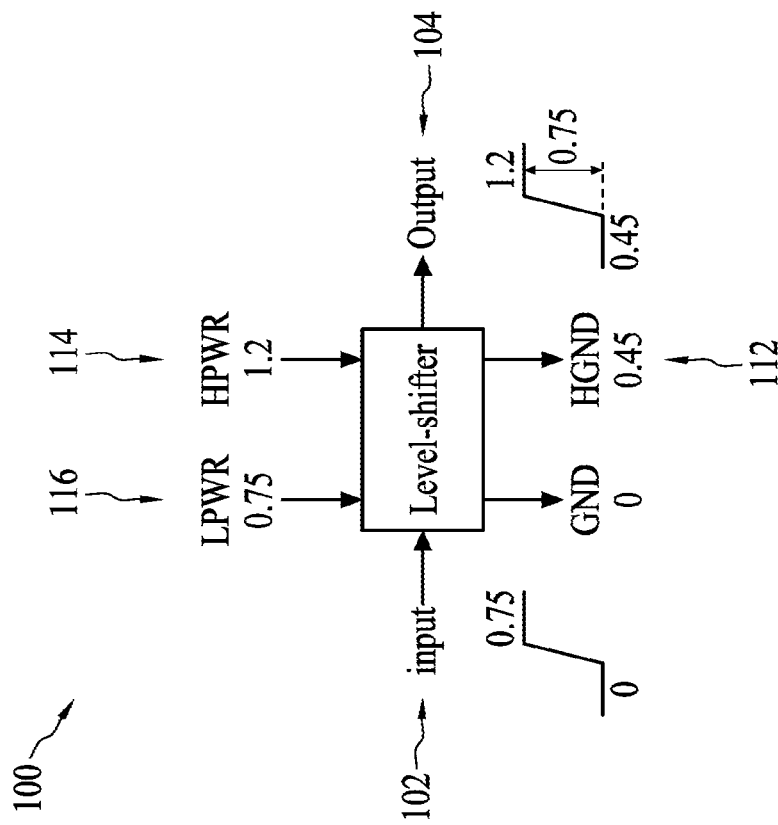 100
116
114
LPWR
0.75
HPWR
1.2
102
input
Level-shifter
Output
104
0
0.75
GND
0
HGND
0.45
112
0.45
1.2
0.75